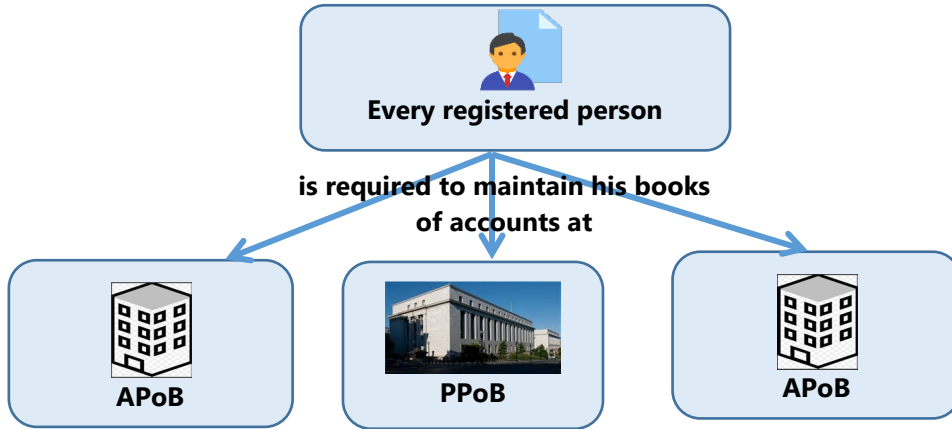 Every registered person
is required to maintain his books
of accounts at
APoB
PPoB
APoB